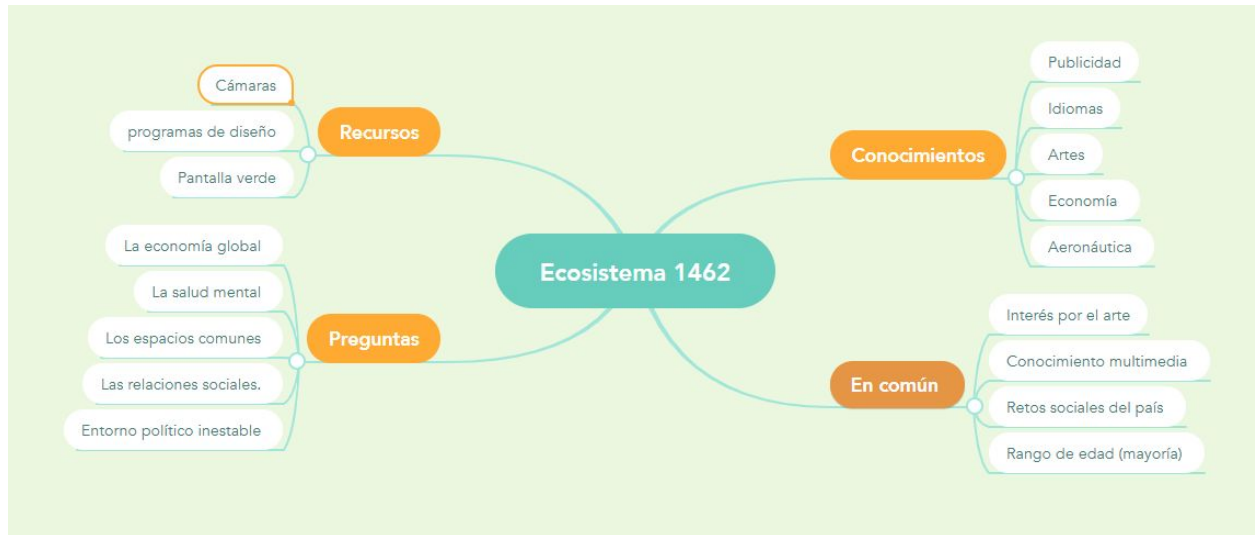 Ecosistema 1462
Recursos
Cámaras
programas de diseño
Pantalla verde
Preguntas
La economía global
La salud mental
Los espacios comunes
Las relaciones sociales.
Entorno político inestable
Conocimientos
Publicidad
Idiomas
Artes
Economía
Aeronáutica
En común
Interés por el arte
Conocimiento multimedia
Retos sociales del país
Rango de edad (mayoría)